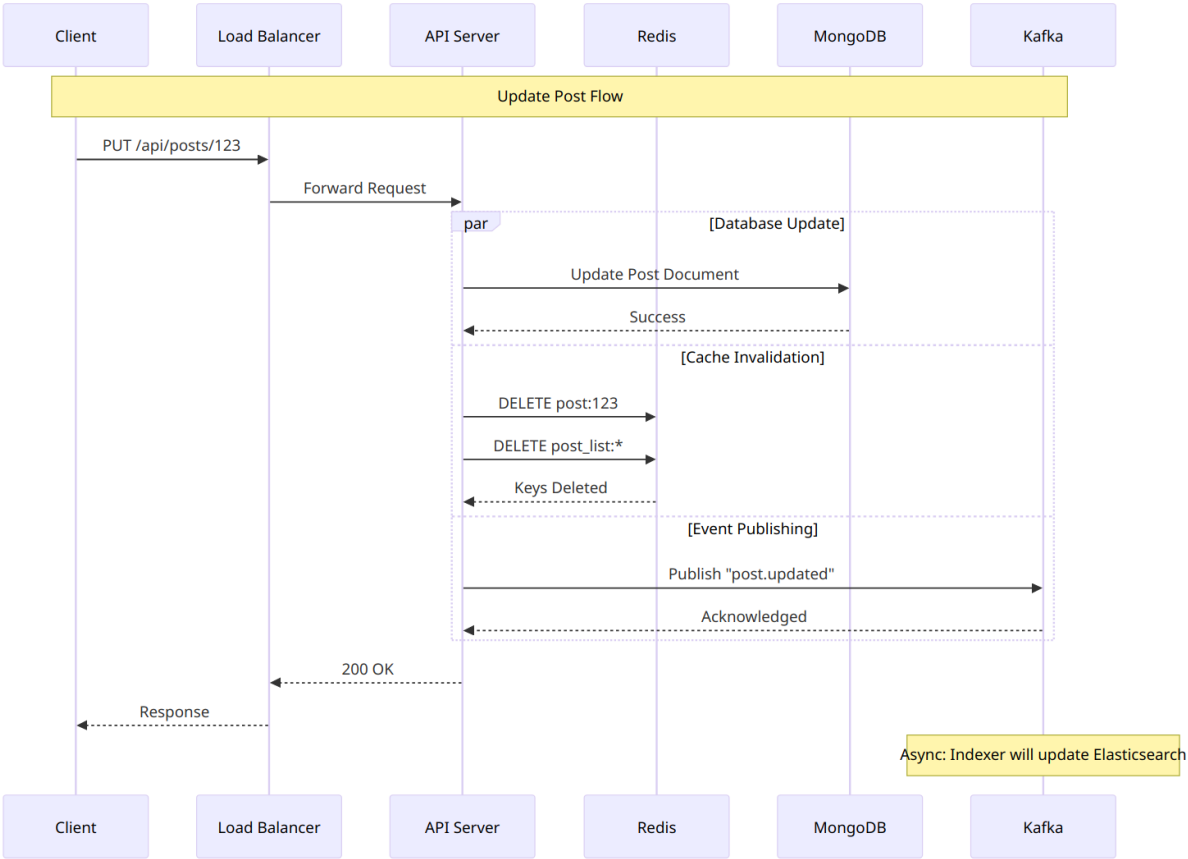 Client
Load Balancer
API Server
Redis
MongoDB
Kafka
Update Post Flow
PUT /api/posts/123
Forward Request
par
[Database Update]
Update Post Document
Success
[Cache Invalidation]
DELETE post:123
DELETE post_list:*
Keys Deleted
[Event Publishing]
Publish "post.updated"
Acknowledged
200 OK
Response
Async: Indexer will update Elasticsearch
Client
Load Balancer
API Server
Redis
MongoDB
Kafka